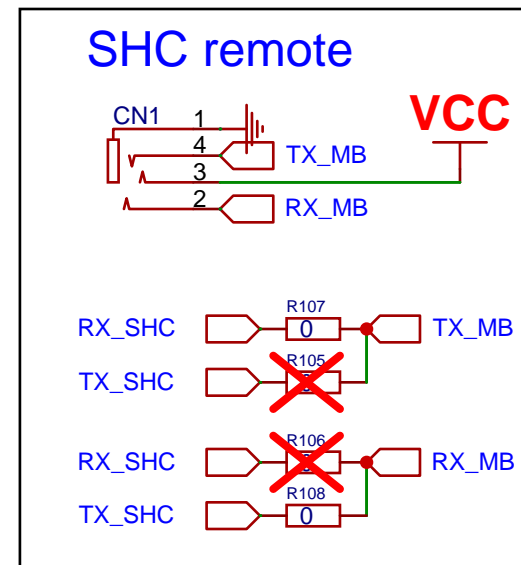 SHC remote
CN1 1 VCC
4 TX_MB
3
2 RX_MB
R107
RX_SHC 0 TX_MB
R105
TX_SHC
R106
RX_SHC RX_MB
R108
TX_SHC 0